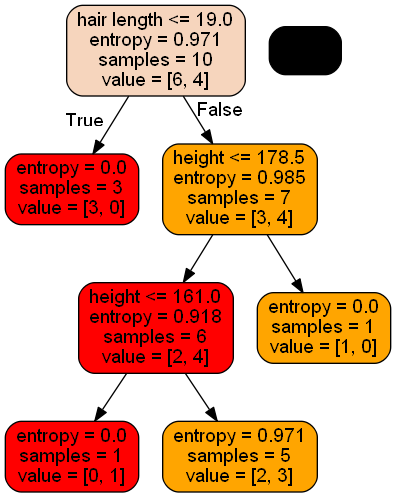 hair length <= 19.0
entropy = 0.971
samples = 10
value = [6, 4]
True
False
entropy = 0.0
samples = 3
value = [3, 0]
height <= 178.5
entropy = 0.985
samples = 7
value = [3, 4]
height <= 161.0
entropy = 0.918
samples = 6
value = [2, 4]
entropy = 0.0
samples = 1
value = [1, 0]
entropy = 0.0
samples = 1
value = [0, 1]
entropy = 0.971
samples = 5
value = [2, 3]